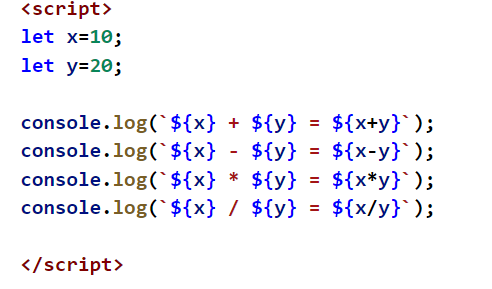 <script>
let x=10;
let y=20;

console.log(`${x} + ${y} = ${x+y}`);
console.log(`${x} - ${y} = ${x-y}`);
console.log(`${x} * ${y} = ${x*y}`);
console.log(`${x} / ${y} = ${x/y}`);

</script>